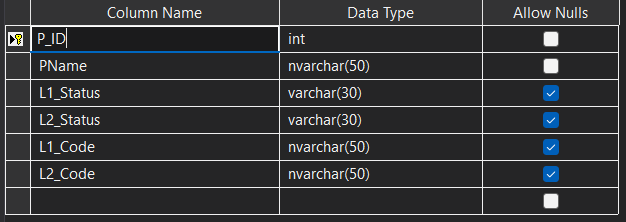 Column Name Data Type Allow Nulls
P_ID int
PName nvarchar(50)
L1_Status varchar(30)
L2_Status varchar(30)
L1_Code nvarchar(50)
L2_Code nvarchar(50)